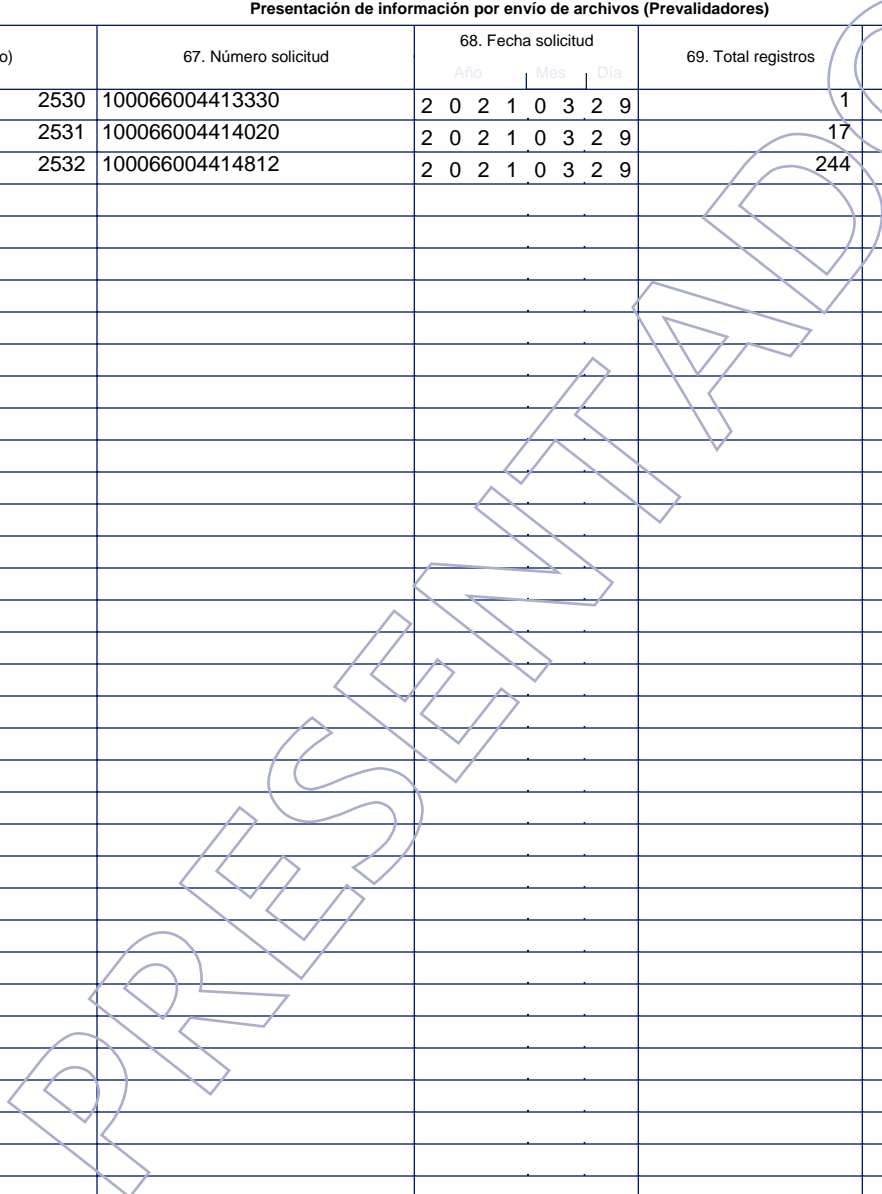 Presentación de información por envío de archivos (Prevalidadores)
o) 67. Número solicitud 68. Fecha solicitud 69. Total registros
Año Mes Día
2530 100066004413330 2 0 2 1 0 3 2 9 1
2531 100066004414020 2 0 2 1 0 3 2 9 17
2532 100066004414812 2 0 2 1 0 3 2 9 244
PRESENTADO